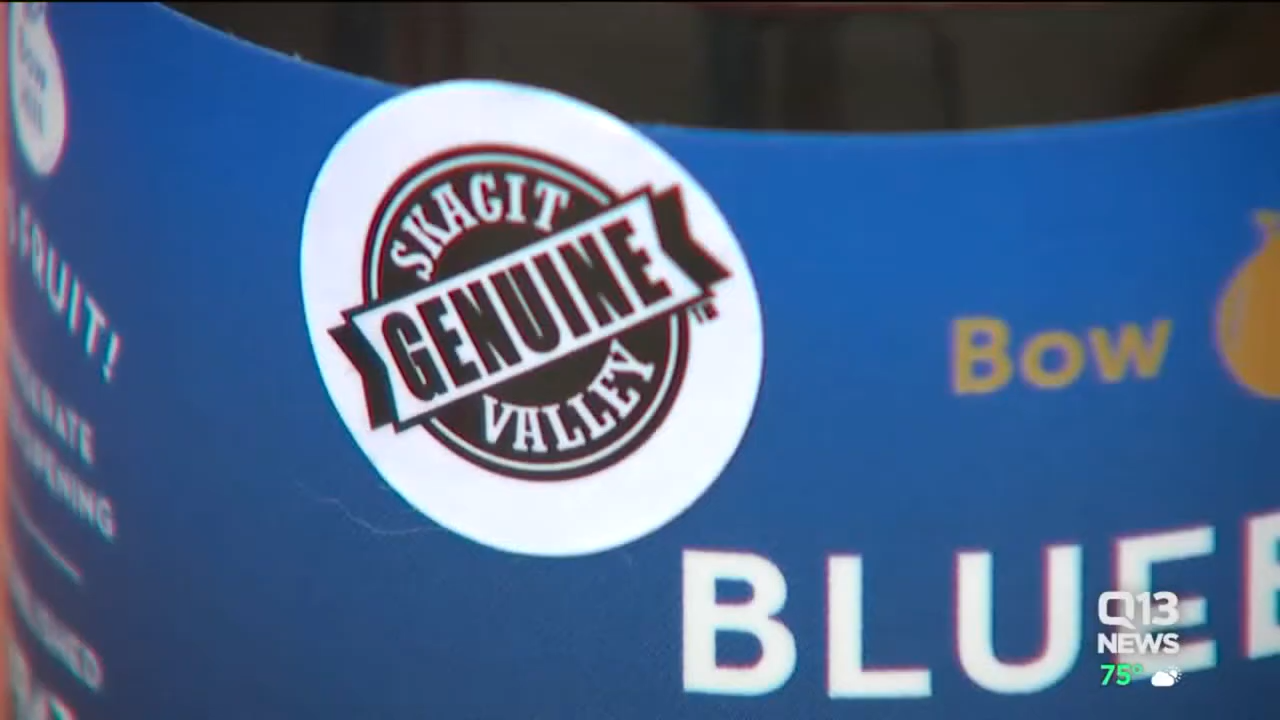 SKAGIT
GENUINE
VALLEY
TM
FRUIT!
Bow
BLUE
Q13
NEWS
75°